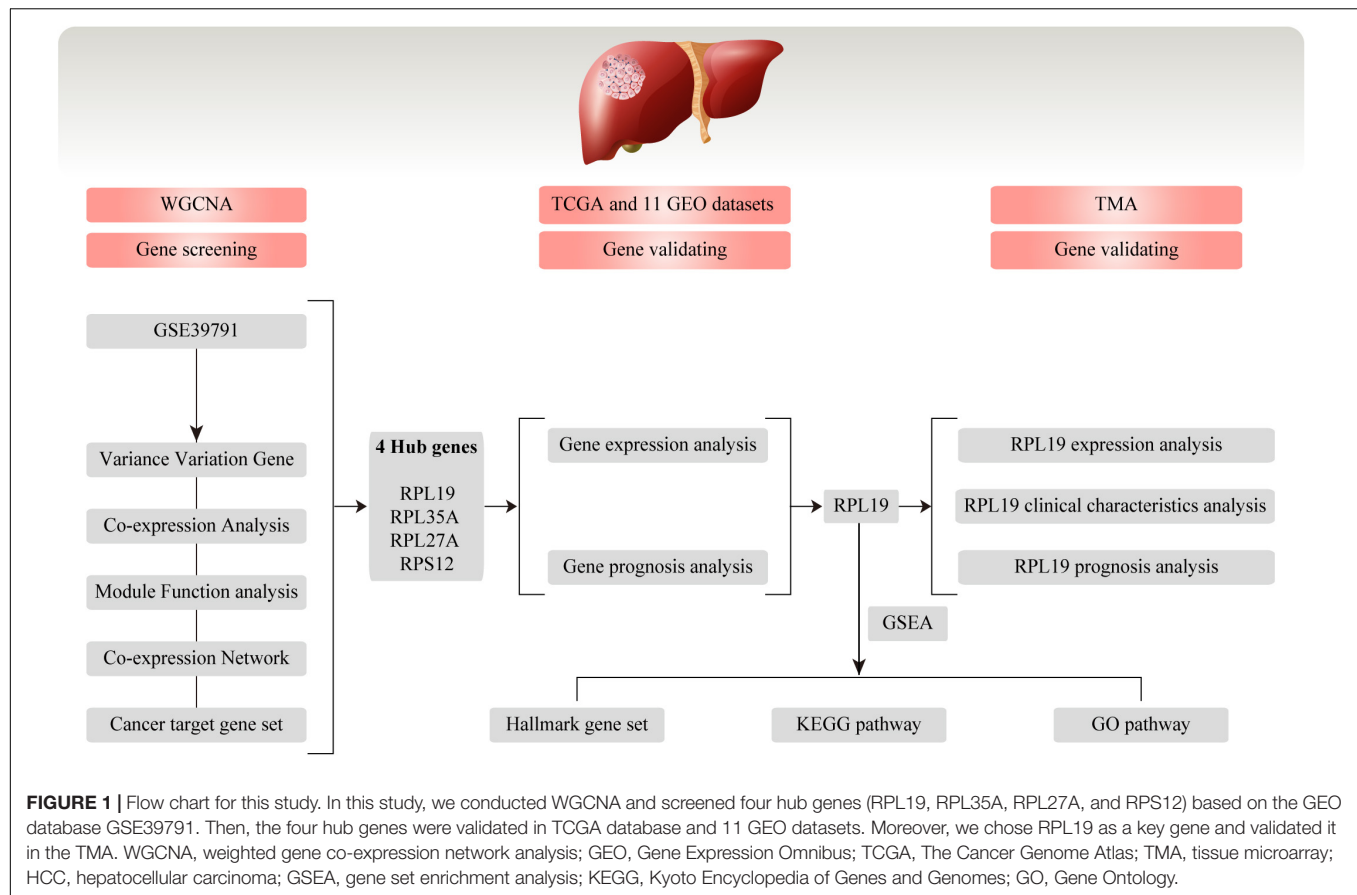 WGCNA
Gene screening
TCGA and 11 GEO datasets
Gene validating
TMA
Gene validating
GSE39791
Variance Variation Gene
Co-expression Analysis
Module Function analysis
Co-expression Network
Cancer target gene set
4 Hub genes
RPL19
RPL35A
RPL27A
RPS12
Gene expression analysis
Gene prognosis analysis
RPL19
RPL19 expression analysis
RPL19 clinical characteristics analysis
RPL19 prognosis analysis
GSEA
Hallmark gene set
KEGG pathway
GO pathway
FIGURE 1 | Flow chart for this study. In this study, we conducted WGCNA and screened four hub genes (RPL19, RPL35A, RPL27A, and RPS12) based on the GEO
database GSE39791. Then, the four hub genes were validated in TCGA database and 11 GEO datasets. Moreover, we chose RPL19 as a key gene and validated it
in the TMA. WGCNA, weighted gene co-expression network analysis; GEO, Gene Expression Omnibus; TCGA, The Cancer Genome Atlas; TMA, tissue microarray;
HCC, hepatocellular carcinoma; GSEA, gene set enrichment analysis; KEGG, Kyoto Encyclopedia of Genes and Genomes; GO, Gene Ontology.